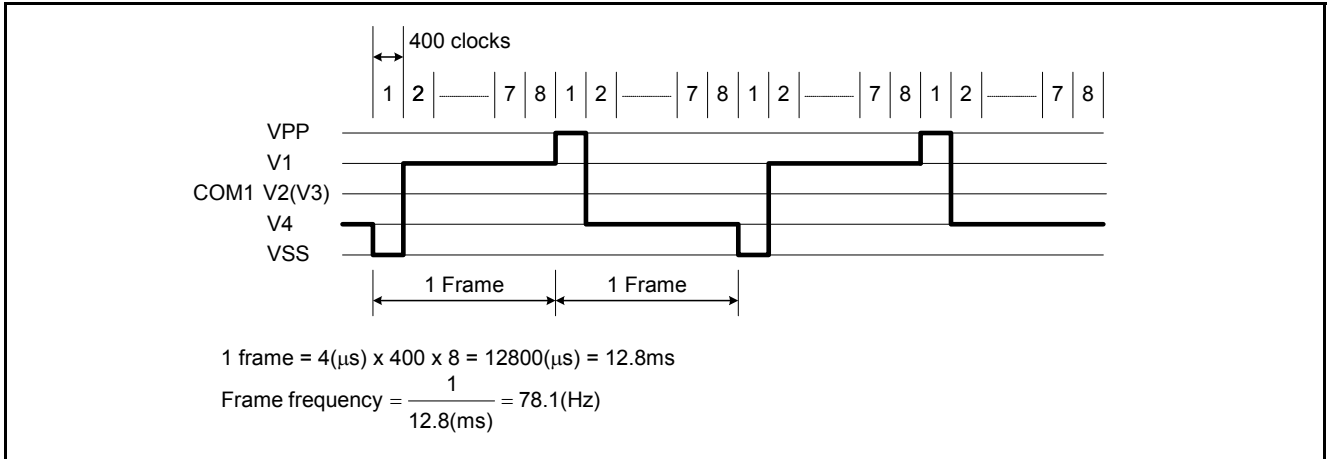 400 clocks
1 2 7 8 1 2 7 8 1 2 7 8 1 2 7 8
VPP
V1
COM1 V2(V3)
V4
VSS
1 Frame 1 Frame
1 frame = 4(μs) x 400 x 8 = 12800(μs) = 12.8ms
Frame frequency = 1 / 12.8(ms) = 78.1(Hz)